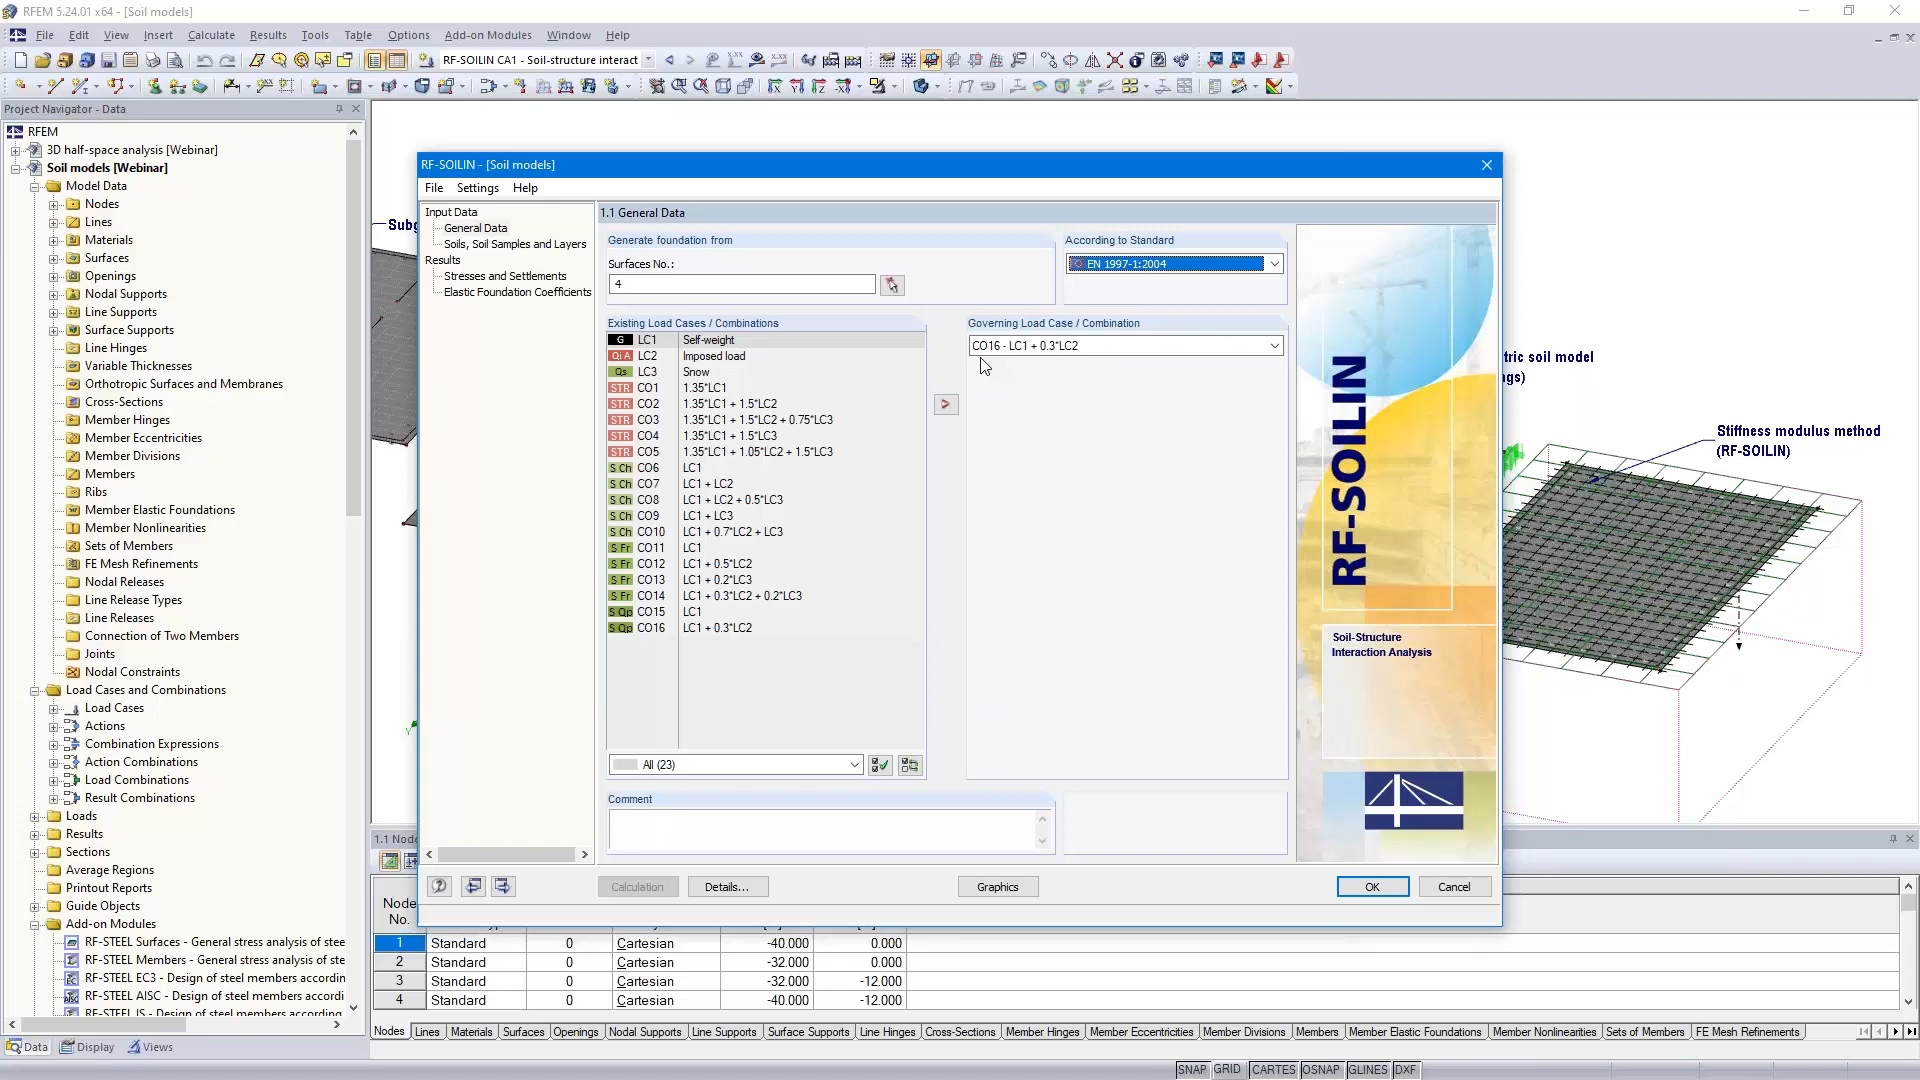 RFEM 5.24.01 x64 - [Soil models]
File Edit View Insert Calculate Results Tools Table Options Add-on Modules Window Help
RF-SOILIN CA1 - Soil-structure interact
Project Navigator - Data
RFEM
3D half-space analysis [Webinar]
Soil models [Webinar]
Model Data
Nodes
Lines
Materials
Surfaces
Openings
Nodal Supports
Line Supports
Surface Supports
Line Hinges
Variable Thicknesses
Orthotropic Surfaces and Membranes
Cross-Sections
Member Hinges
Member Eccentricities
Member Divisions
Members
Ribs
Member Elastic Foundations
Member Nonlinearities
Sets of Members
FE Mesh Refinements
Nodal Releases
Line Release Types
Line Releases
Connection of Two Members
Joints
Nodal Constraints
Load Cases and Combinations
Load Cases
Actions
Combination Expressions
Action Combinations
Load Combinations
Result Combinations
Loads
Results
Sections
Average Regions
Printout Reports
Guide Objects
Add-on Modules
RF-STEEL Surfaces - General stress analysis of stee
RF-STEEL Members - General stress analysis of ste
RF-STEEL EC3 - Design of steel members accordin
RF-STEEL AISC - Design of steel members accordi
RF-STEEL IS - Design of steel members according
Data Display Views
RF-SOILIN - [Soil models]
File Settings Help
Input Data
General Data
Soils, Soil Samples and Layers
Results
Stresses and Settlements
Elastic Foundation Coefficients
1.1 General Data
Generate foundation from
Surfaces No.:
4
According to Standard
EN 1997-1:2004
Existing Load Cases / Combinations
G LC1 Self-weight
Qi A LC2 Imposed load
Qs LC3 Snow
STR CO1 1.35*LC1
STR CO2 1.35*LC1 + 1.5*LC2
STR CO3 1.35*LC1 + 1.5*LC2 + 0.75*LC3
STR CO4 1.35*LC1 + 1.5*LC3
STR CO5 1.35*LC1 + 1.05*LC2 + 1.5*LC3
S Ch CO6 LC1
S Ch CO7 LC1 + LC2
S Ch CO8 LC1 + LC2 + 0.5*LC3
S Ch CO9 LC1 + LC3
S Ch CO10 LC1 + 0.7*LC2 + LC3
S Fr CO11 LC1
S Fr CO12 LC1 + 0.5*LC2
S Fr CO13 LC1 + 0.2*LC3
S Fr CO14 LC1 + 0.3*LC2 + 0.2*LC3
S Qp CO15 LC1
S Qp CO16 LC1 + 0.3*LC2
All (23)
Governing Load Case / Combination
CO16 - LC1 + 0.3*LC2
Comment
RF-SOILIN
Soil-Structure
Interaction Analysis
Calculation Details... Graphics OK Cancel
Subg
tric soil model
ngs)
Stiffness modulus method
(RF-SOILIN)
1.1 Node
Node
No.
1 Standard 0 Cartesian -40.000 0.000
2 Standard 0 Cartesian -32.000 0.000
3 Standard 0 Cartesian -32.000 -12.000
4 Standard 0 Cartesian -40.000 -12.000
Nodes Lines Materials Surfaces Openings Nodal Supports Line Supports Surface Supports Line Hinges Cross-Sections Member Hinges Member Eccentricities Member Divisions Members Member Elastic Foundations Member Nonlinearities Sets of Members FE Mesh Refinements
SNAP GRID CARTES OSNAP GLINES DXF